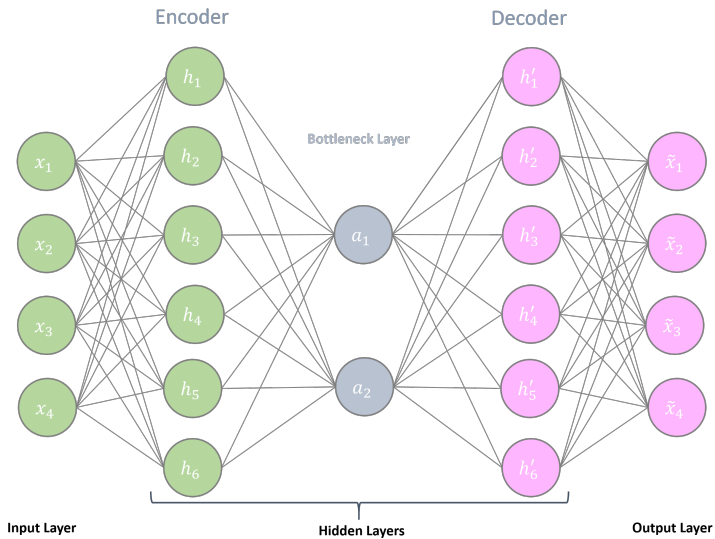 Encoder
Decoder
Bottleneck Layer
x₁
x₂
x₃
x₄
h₁
h₂
h₃
h₄
h₅
h₆
a₁
a₂
h′₁
h′₂
h′₃
h′₄
h′₅
h′₆
x̃₁
x̃₂
x̃₃
x̃₄
Input Layer
Hidden Layers
Output Layer